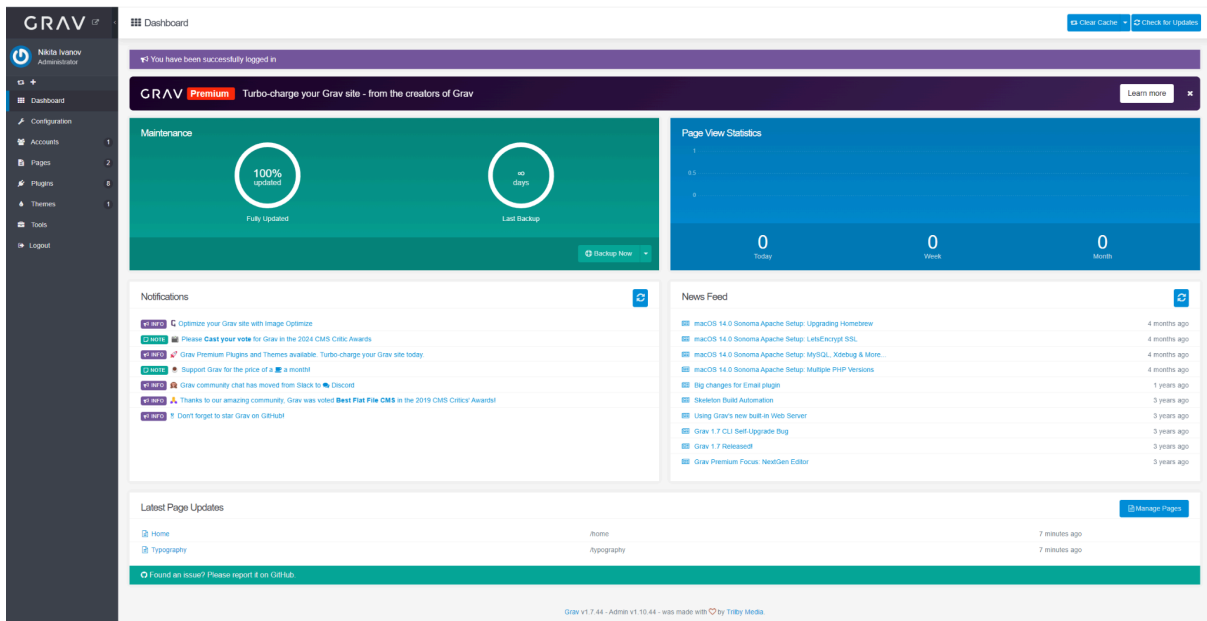 GRAV
Dashboard
Clear Cache
Check for Updates
Nikita Ivanov
Administrator
Dashboard
Configuration
Accounts 1
Pages 2
Plugins 8
Themes 1
Tools
Logout
You have been successfully logged in
GRAV Premium Turbo-charge your Grav site - from the creators of Grav
Learn more
Maintenance
100%
updated
Fully Updated
∞
days
Last Backup
Backup Now
Page View Statistics
1
0.5
0
0 0 0
Today Week Month
Notifications
INFO Optimize your Grav site with Image Optimize
NOTE Please Cast your vote for Grav in the 2024 CMS Critic Awards
INFO Grav Premium Plugins and Themes available. Turbo-charge your Grav site today.
NOTE Support Grav for the price of a a month!
INFO Grav community chat has moved from Slack to Discord
INFO Thanks to our amazing community, Grav was voted Best Flat File CMS in the 2019 CMS Critics' Awards!
INFO Don't forget to star Grav on GitHub!
News Feed
macOS 14.0 Sonoma Apache Setup: Upgrading Homebrew 4 months ago
macOS 14.0 Sonoma Apache Setup: LetsEncrypt SSL 4 months ago
macOS 14.0 Sonoma Apache Setup: MySQL, Xdebug & More... 4 months ago
macOS 14.0 Sonoma Apache Setup: Multiple PHP Versions 4 months ago
Big changes for Email plugin 1 years ago
Skeleton Build Automation 3 years ago
Using Grav's new built-in Web Server 3 years ago
Grav 1.7 CLI Self-Upgrade Bug 3 years ago
Grav 1.7 Released! 3 years ago
Grav Premium Focus: NextGen Editor 3 years ago
Latest Page Updates
Manage Pages
Home /home 7 minutes ago
Typography /typography 7 minutes ago
Found an issue? Please report it on GitHub.
Grav v1.7.44 - Admin v1.10.44 - was made with by Trilby Media.